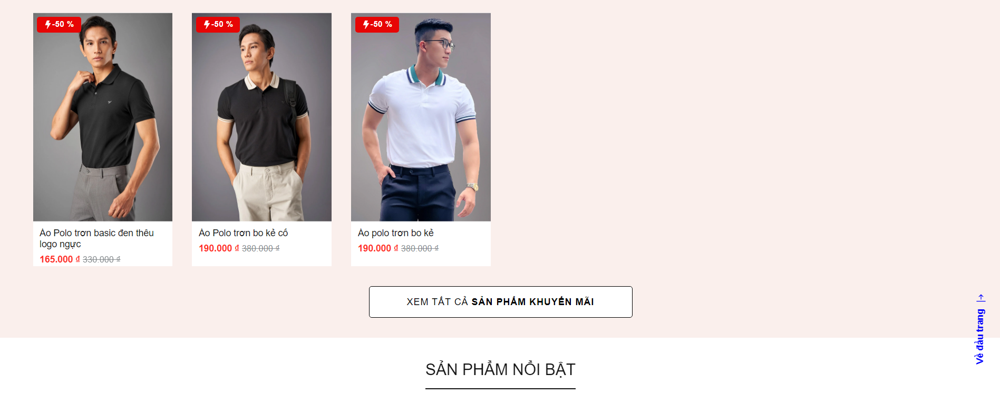 -50 %
-50 %
-50 %
Áo Polo trơn basic đen thêu
logo ngực
165.000 ₫ 330.000 ₫
Áo Polo trơn bo kẻ cổ
190.000 ₫ 380.000 ₫
Áo polo trơn bo kẻ
190.000 ₫ 380.000 ₫
XEM TẤT CẢ SẢN PHẨM KHUYẾN MÃI
Về đầu trang
SẢN PHẨM NỔI BẬT